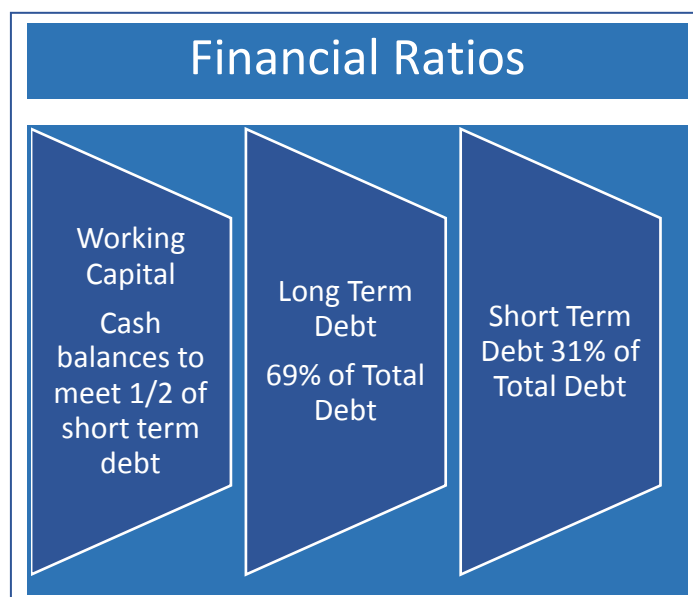 Financial Ratios
Working
Capital
Cash
balances to
meet 1/2 of
short term
debt
Long Term
Debt
69% of Total
Debt
Short Term
Debt 31% of
Total Debt